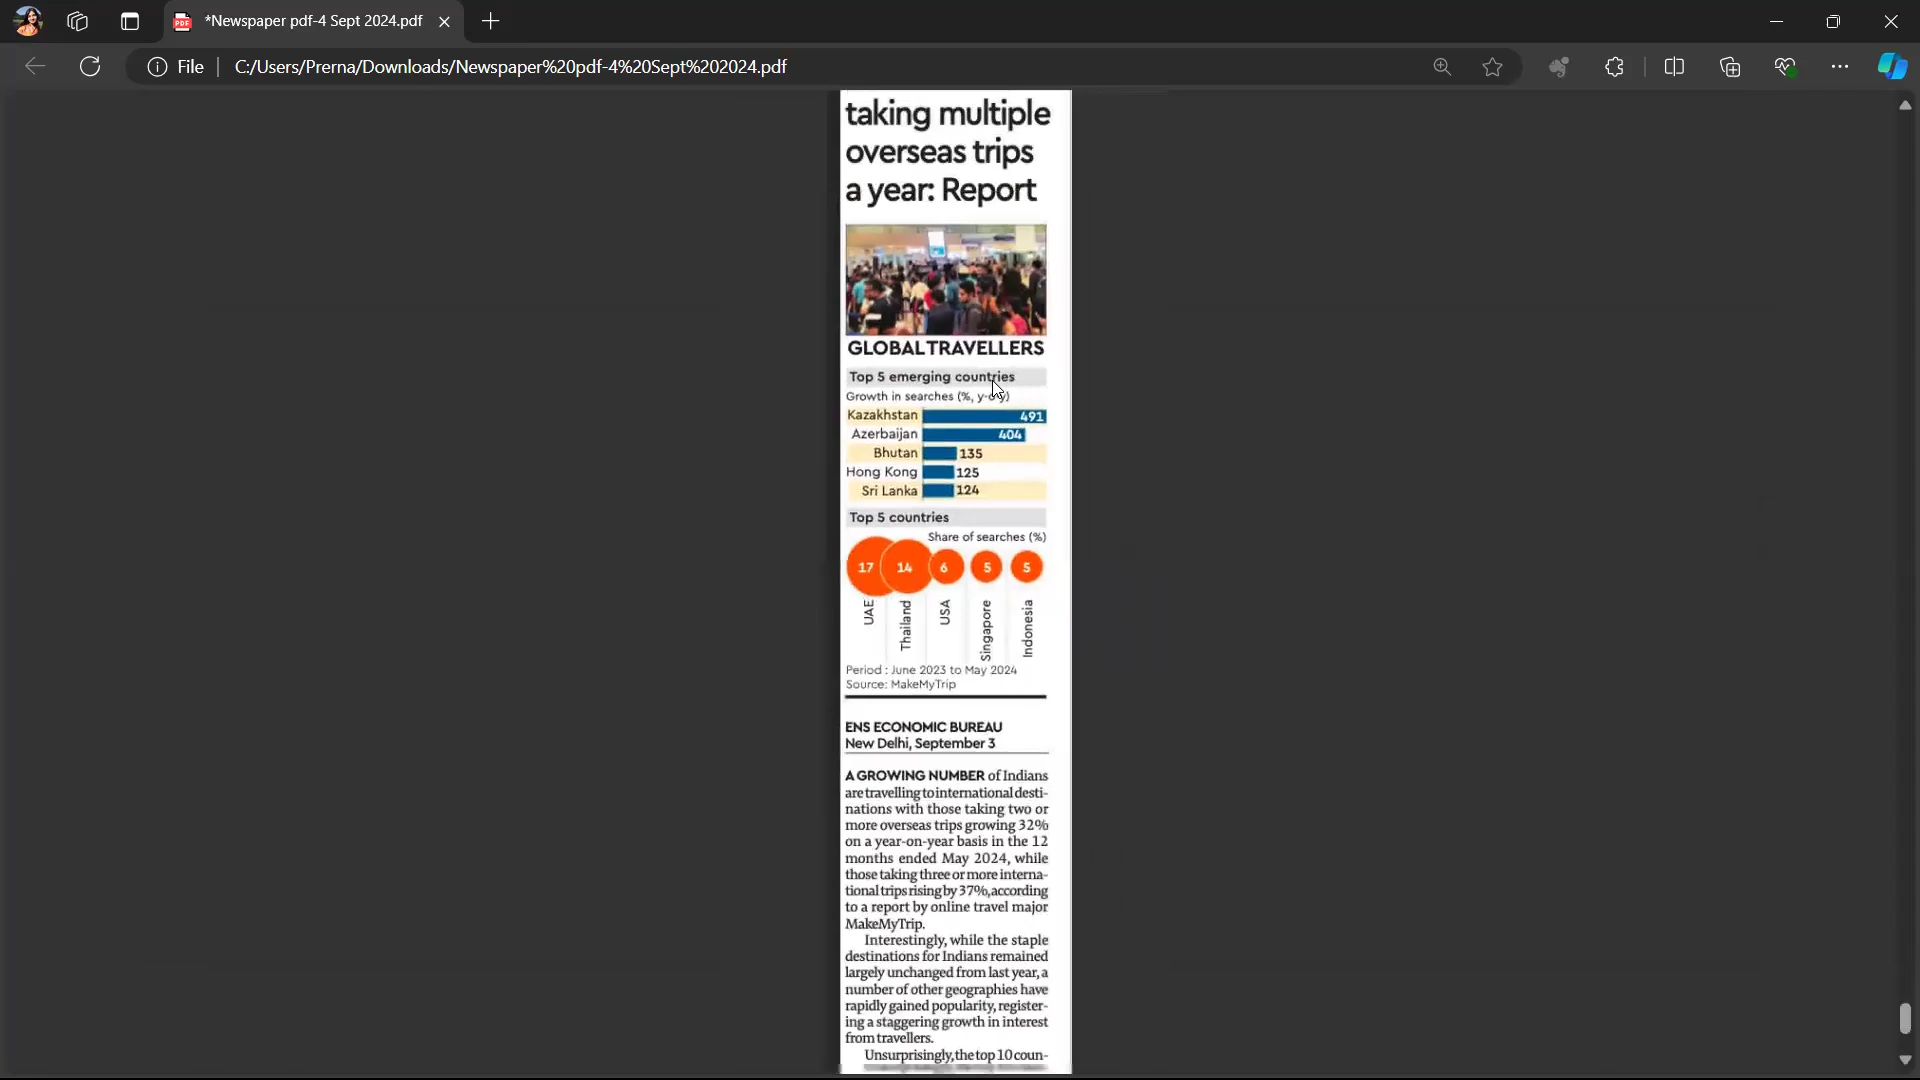 *Newspaper pdf-4 Sept 2024.pdf
File
C:/Users/Prerna/Downloads/Newspaper%20pdf-4%20Sept%202024.pdf
taking multiple
overseas trips
a year: Report
GLOBAL TRAVELLERS
Top 5 emerging countries
Growth in searches (%, y-o-y)
Kazakhstan 491
Azerbaijan 404
Bhutan 135
Hong Kong 125
Sri Lanka 124
Top 5 countries
Share of searches (%)
17 14 6 5 5
UAE
Thailand
USA
Singapore
Indonesia
Period : June 2023 to May 2024
Source: MakeMyTrip
ENS ECONOMIC BUREAU
New Delhi, September 3
A GROWING NUMBER of Indians
are travelling to international desti-
nations with those taking two or
more overseas trips growing 32%
on a year-on-year basis in the 12
months ended May 2024, while
those taking three or more interna-
tional trips rising by 37%, according
to a report by online travel major
MakeMyTrip.
Interestingly, while the staple
destinations for Indians remained
largely unchanged from last year, a
number of other geographies have
rapidly gained popularity, register-
ing a staggering growth in interest
from travellers.
Unsurprisingly, the top 10 coun-